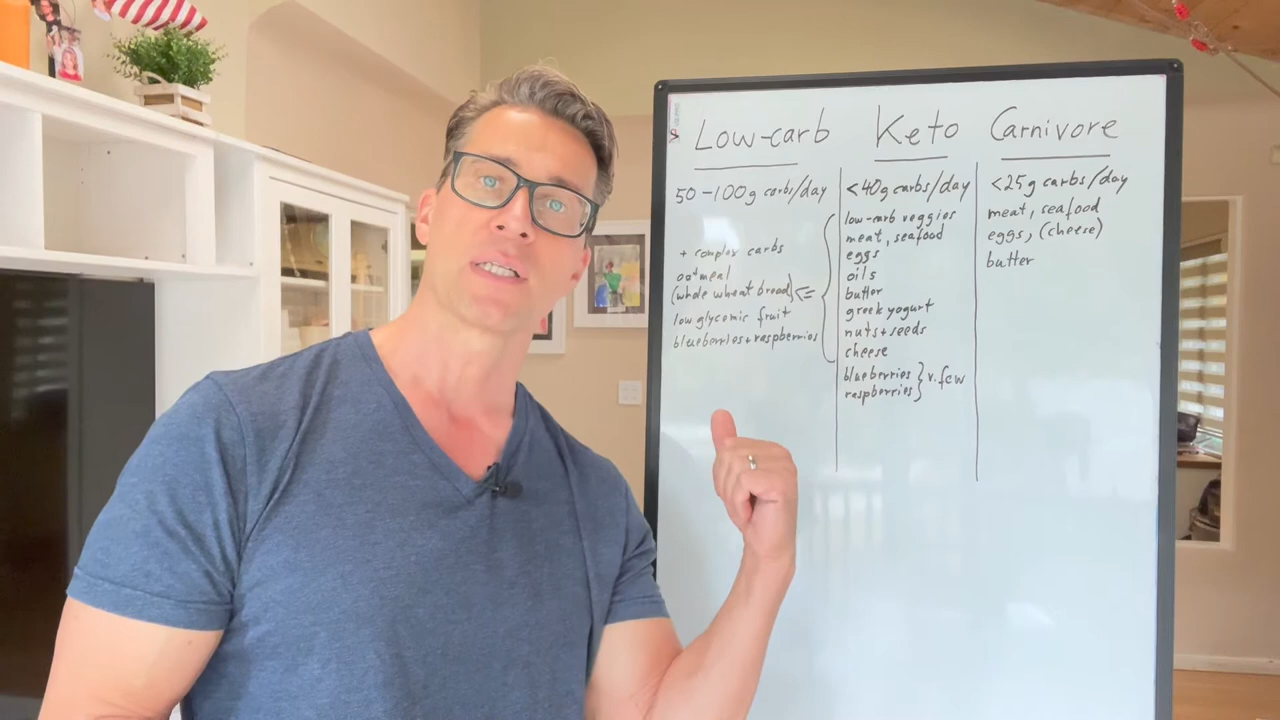 Low-carb
50-100g carbs/day
+ complex carbs
oatmeal
(whole wheat bread) <=
low glycemic fruit
blueberries + raspberries
Keto
<40g carbs/day
low-carb veggies
meat, seafood
eggs
oils
butter
greek yogurt
nuts + seeds
cheese
blueberries } v. few
raspberries
Carnivore
<25g carbs/day
meat, seafood
eggs, (cheese)
butter